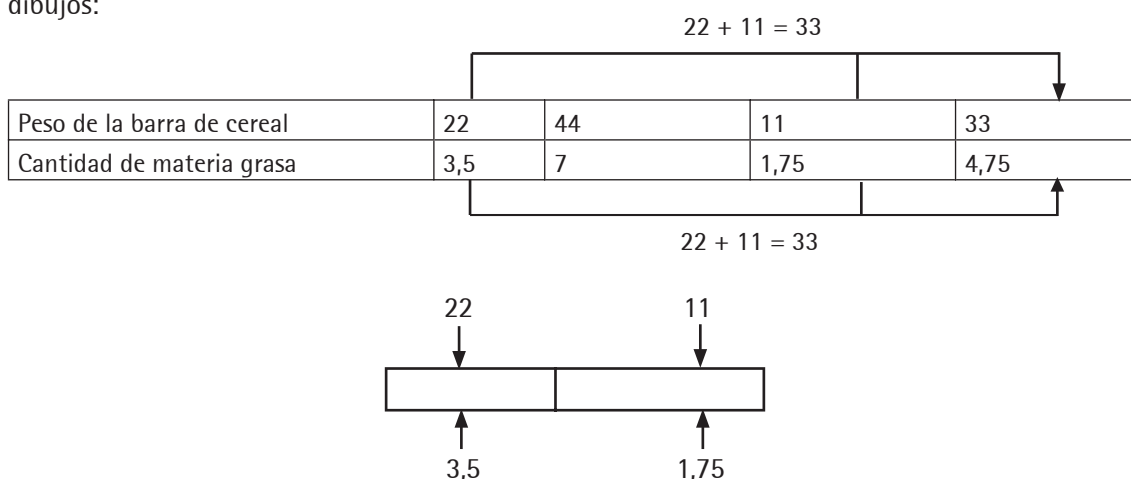 dibujos:
22 + 11 = 33
Peso de la barra de cereal 22 44 11 33
Cantidad de materia grasa 3,5 7 1,75 4,75
22 + 11 = 33
22 11
3,5 1,75